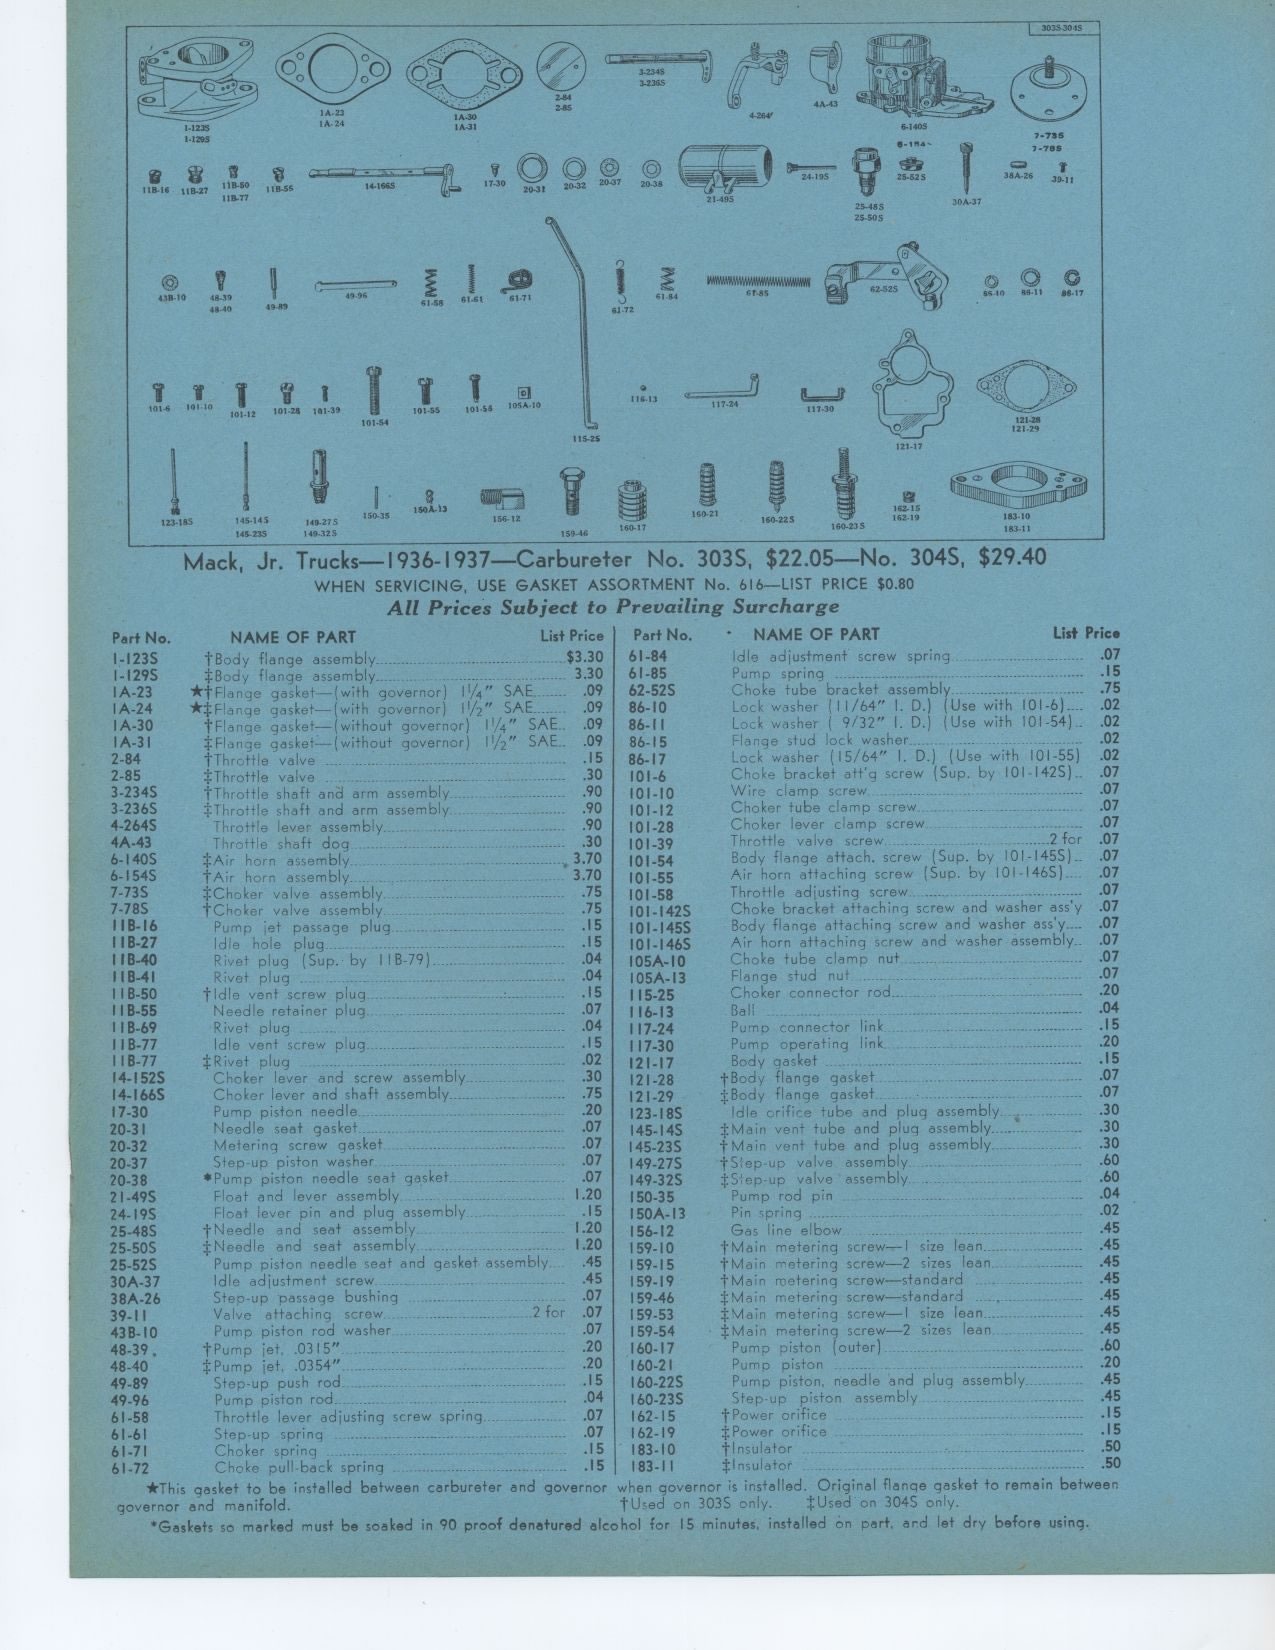 303S-304S
1-123S
1-129S
1A-23
1A-24
1A-30
1A-31
2-84
2-85
3-234S
3-236S
4-264
4A-43
6-140S
7-73S
7-78S
11B-16
11B-27
11B-50
11B-77
11B-55
14-166S
17-30
20-31
20-32
20-37
20-38
21-49S
24-19S
25-48S
25-50S
6-154
25-52S
30A-37
38A-26
39-11
43B-10
48-39
48-40
49-89
49-96
61-58
61-61
61-71
61-72
61-84
61-85
62-52S
86-10
86-11
86-17
101-6
101-10
101-12
101-28
101-39
101-54
101-55
101-58
105A-10
115-25
116-13
117-24
117-30
121-17
121-28
121-29
123-18S
145-14S
145-23S
149-27S
149-32S
150-35
150A-13
156-12
159-46
160-17
160-21
160-22S
160-23S
162-15
162-19
183-10
183-11
Mack, Jr. Trucks—1936-1937—Carbureter No. 303S, $22.05—No. 304S, $29.40
WHEN SERVICING, USE GASKET ASSORTMENT No. 616—LIST PRICE $0.80
All Prices Subject to Prevailing Surcharge
Part No. NAME OF PART List Price
1-123S †Body flange assembly $3.30
1-129S ‡Body flange assembly 3.30
1A-23 ★†Flange gasket—(with governor) 1¼" SAE .09
1A-24 ★‡Flange gasket—(with governor) 1½" SAE .09
1A-30 †Flange gasket—(without governor) 1¼" SAE .09
1A-31 ‡Flange gasket—(without governor) 1½" SAE .09
2-84 †Throttle valve .15
2-85 ‡Throttle valve .30
3-234S †Throttle shaft and arm assembly .90
3-236S ‡Throttle shaft and arm assembly .90
4-264S Throttle lever assembly .90
4A-43 Throttle shaft dog .30
6-140S ‡Air horn assembly 3.70
6-154S †Air horn assembly 3.70
7-73S ‡Choker valve assembly .75
7-78S †Choker valve assembly .75
11B-16 Pump jet passage plug .15
11B-27 Idle hole plug .15
11B-40 Rivet plug (Sup. by 11B-79) .04
11B-41 Rivet plug .04
11B-50 †Idle vent screw plug .15
11B-55 Needle retainer plug .07
11B-69 Rivet plug .04
11B-77 Idle vent screw plug .15
11B-77 ‡Rivet plug .02
14-152S Choker lever and screw assembly .30
14-166S Choker lever and shaft assembly .75
17-30 Pump piston needle .20
20-31 Needle seat gasket .07
20-32 Metering screw gasket .07
20-37 Step-up piston washer .07
20-38 *Pump piston needle seat gasket .07
21-49S Float and lever assembly 1.20
24-19S Float lever pin and plug assembly .15
25-48S †Needle and seat assembly 1.20
25-50S ‡Needle and seat assembly 1.20
25-52S Pump piston needle seat and gasket assembly .45
30A-37 Idle adjustment screw .45
38A-26 Step-up passage bushing .07
39-11 Valve attaching screw 2 for .07
43B-10 Pump piston rod washer .07
48-39 †Pump jet, .0315" .20
48-40 ‡Pump jet, .0354" .20
49-89 Step-up push rod .15
49-96 Pump piston rod .04
61-58 Throttle lever adjusting screw spring .07
61-61 Step-up spring .07
61-71 Choker spring .15
61-72 Choke pull-back spring .15
Part No. NAME OF PART List Price
61-84 Idle adjustment screw spring .07
61-85 Pump spring .15
62-52S Choke tube bracket assembly .75
86-10 Lock washer (11/64" I. D.) (Use with 101-6) .02
86-11 Lock washer ( 9/32" I. D.) (Use with 101-54) .02
86-15 Flange stud lock washer .02
86-17 Lock washer (15/64" I. D.) (Use with 101-55) .02
101-6 Choke bracket att'g screw (Sup. by 101-142S) .07
101-10 Wire clamp screw .07
101-12 Choker tube clamp screw .07
101-28 Choker lever clamp screw .07
101-39 Throttle valve screw 2 for .07
101-54 Body flange attach. screw (Sup. by 101-145S) .07
101-55 Air horn attaching screw (Sup. by 101-146S) .07
101-58 Throttle adjusting screw .07
101-142S Choke bracket attaching screw and washer ass'y .07
101-145S Body flange attaching screw and washer ass'y .07
101-146S Air horn attaching screw and washer assembly .07
105A-10 Choke tube clamp nut .07
105A-13 Flange stud nut .07
115-25 Choker connector rod .20
116-13 Ball .04
117-24 Pump connector link .15
117-30 Pump operating link .20
121-17 Body gasket .15
121-28 †Body flange gasket .07
121-29 ‡Body flange gasket .07
123-18S Idle orifice tube and plug assembly .30
145-14S ‡Main vent tube and plug assembly .30
145-23S †Main vent tube and plug assembly .30
149-27S †Step-up valve assembly .60
149-32S ‡Step-up valve assembly .60
150-35 Pump rod pin .04
150A-13 Pin spring .02
156-12 Gas line elbow .45
159-10 †Main metering screw—1 size lean .45
159-15 †Main metering screw—2 sizes lean .45
159-19 †Main metering screw—standard .45
159-46 ‡Main metering screw—standard .45
159-53 ‡Main metering screw—1 size lean .45
159-54 ‡Main metering screw—2 sizes lean .45
160-17 Pump piston (outer) .60
160-21 Pump piston .20
160-22S Pump piston, needle and plug assembly .45
160-23S Step-up piston assembly .45
162-15 †Power orifice .15
162-19 ‡Power orifice .15
183-10 †Insulator .50
183-11 ‡Insulator .50
★This gasket to be installed between carbureter and governor when governor is installed. Original flange gasket to remain between
governor and manifold. †Used on 303S only. ‡Used on 304S only.
*Gaskets so marked must be soaked in 90 proof denatured alcohol for 15 minutes, installed on part, and let dry before using.